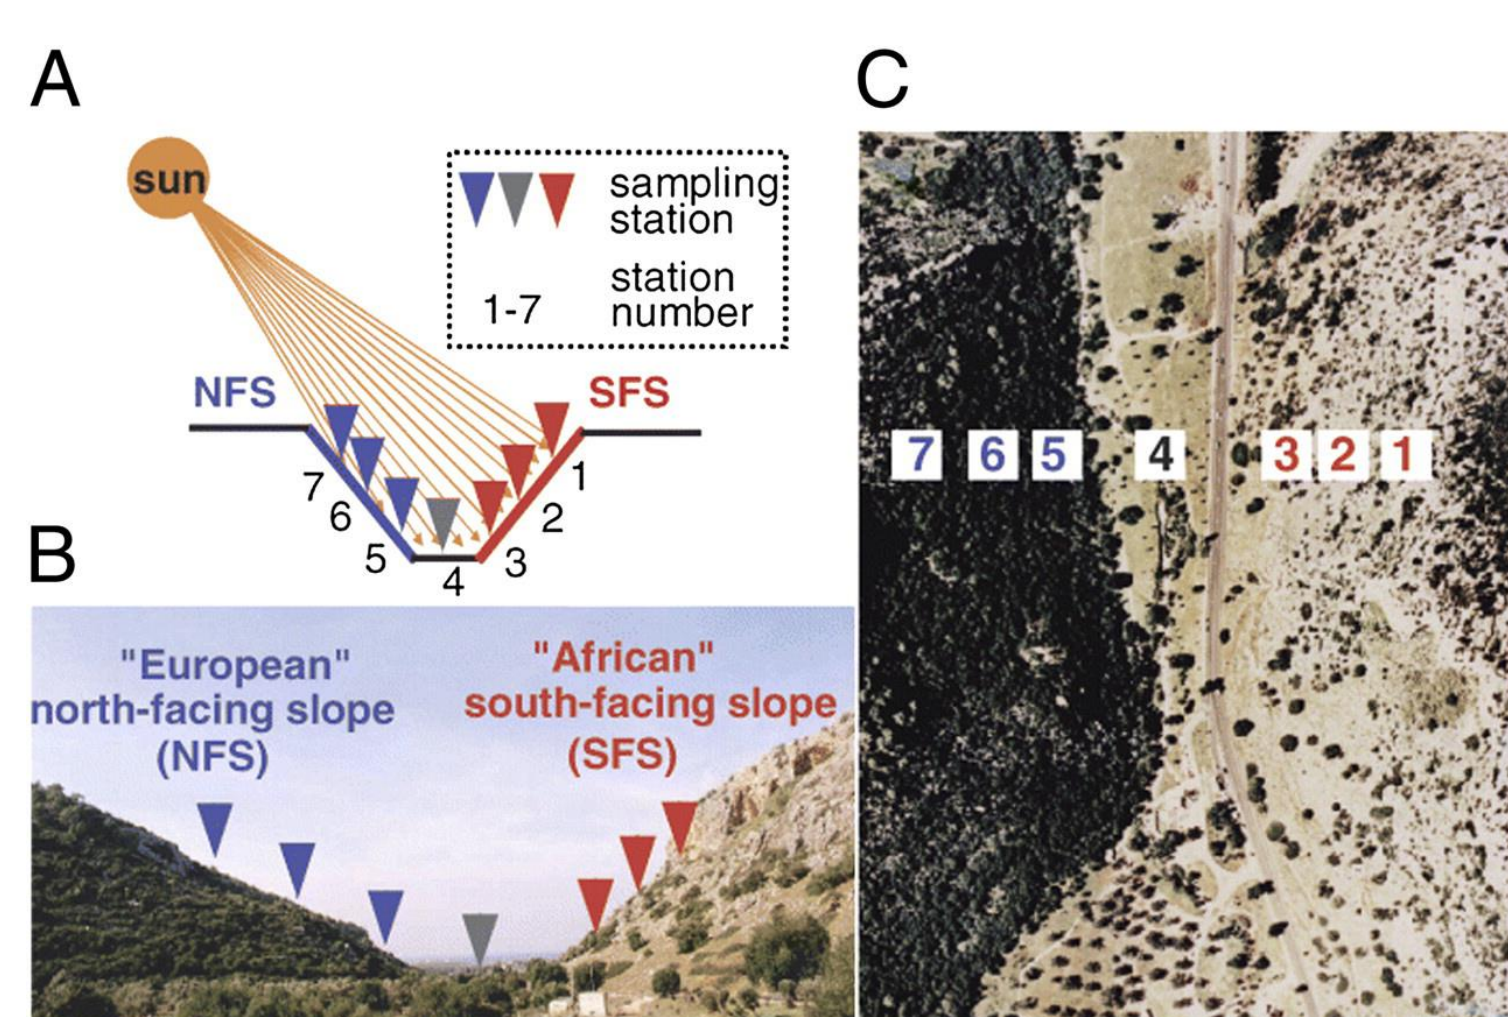 A
sun
sampling
station
station
1-7
number
NFS
SFS
7
6
5
4
3
2
1
B
"European"
north-facing slope
(NFS)
"African"
south-facing slope
(SFS)
C
7 6 5 4 3 2 1